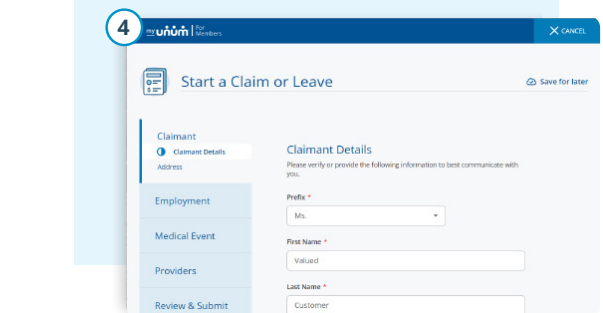 4
my unum | For Members
CANCEL
Start a Claim or Leave
Save for later
Claimant
Claimant Details
Address
Employment
Medical Event
Providers
Review & Submit
Claimant Details
Please verify or provide the following information to best communicate with
you.
Prefix *
Ms.
First Name *
Valued
Last Name *
Customer